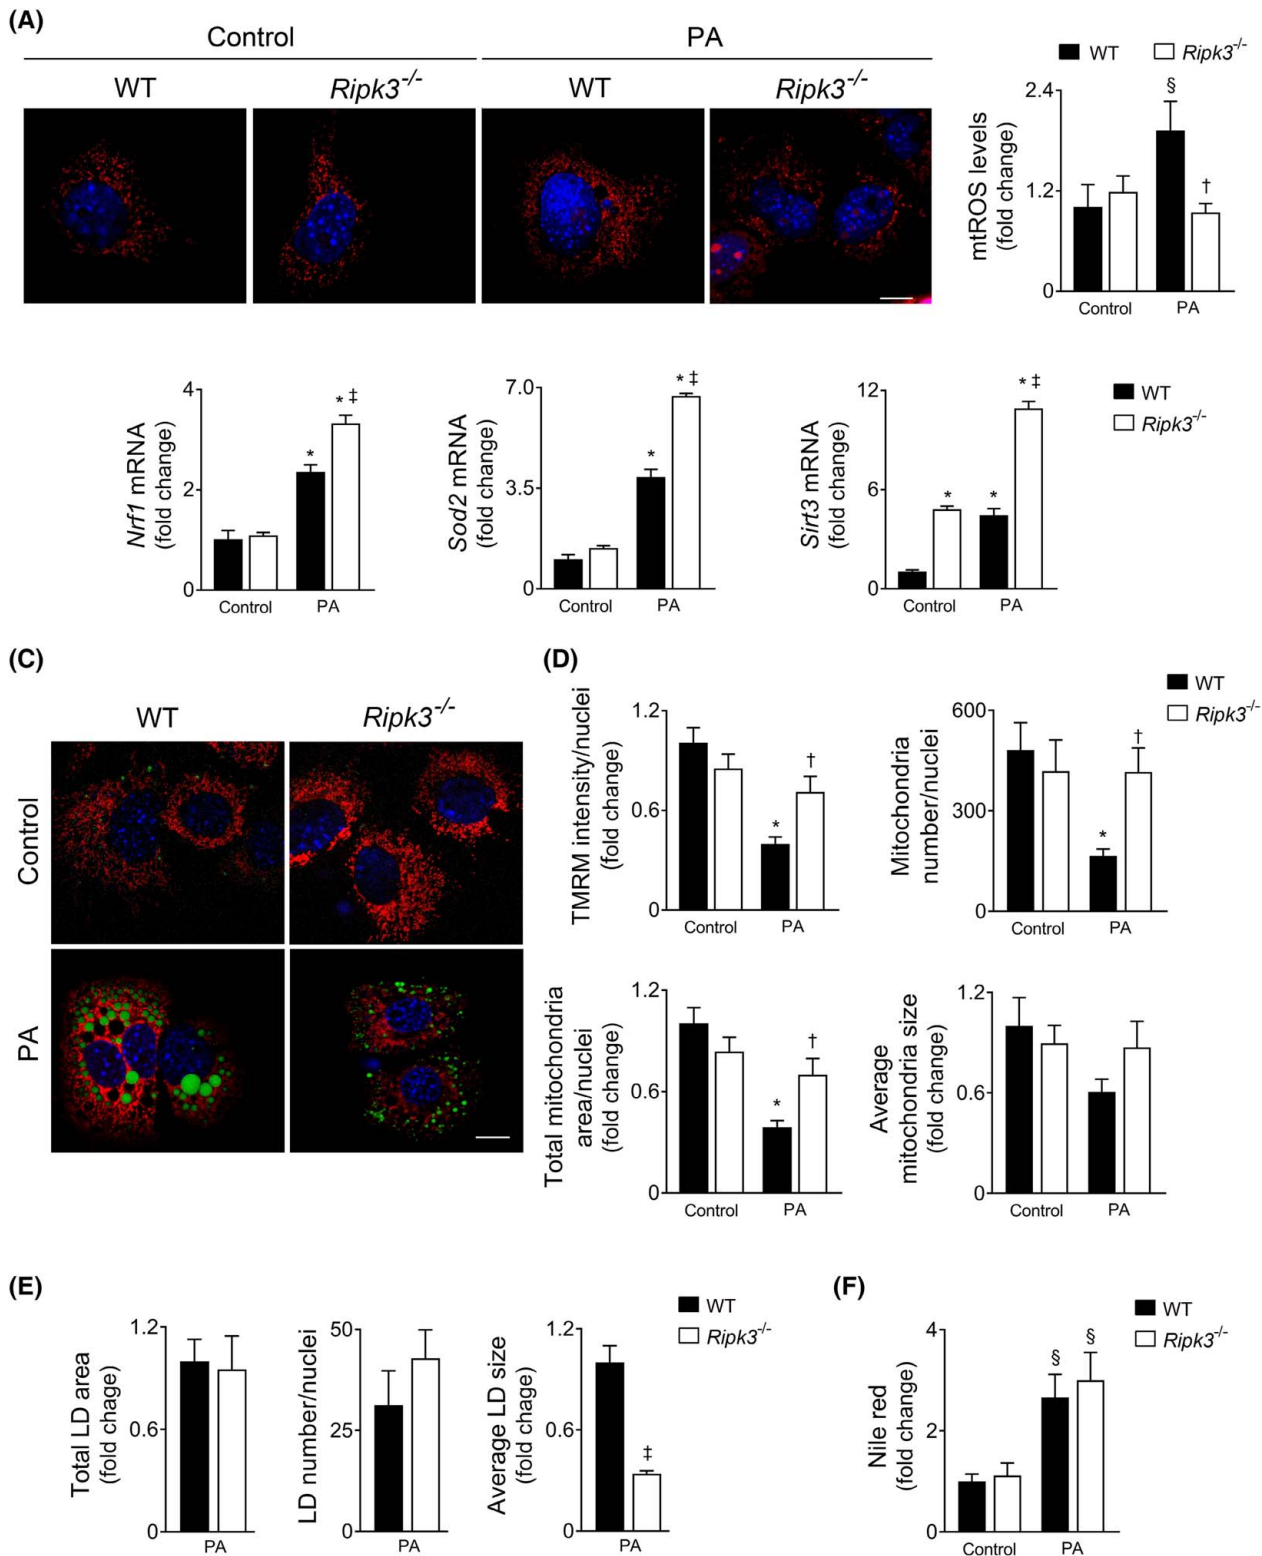 (A)
Control
PA
WT
Ripk3-/-
WT
Ripk3-/-
WT
Ripk3-/-
mtROS levels
(fold change)
2.4
1.2
0
§
†
Control
PA
Nrf1 mRNA
(fold change)
4
2
0
*
* ‡
Control
PA
Sod2 mRNA
(fold change)
7.0
3.5
0
*
* ‡
Control
PA
Sirt3 mRNA
(fold change)
12
6
0
*
*
* ‡
Control
PA
WT
Ripk3-/-
(C)
WT
Ripk3-/-
Control
PA
(D)
WT
Ripk3-/-
TMRM intensity/nuclei
(fold change)
1.2
0.6
0
*
†
Control
PA
Mitochondria
number/nuclei
600
300
0
*
†
Control
PA
Total mitochondria
area/nuclei
(fold change)
1.2
0.6
0
*
†
Control
PA
Average
mitochondria size
(fold change)
1.2
0.6
0
Control
PA
(E)
WT
Ripk3-/-
Total LD area
(fold chage)
1.2
0.6
0
PA
LD number/nuclei
50
25
0
PA
Average LD size
(fold chage)
1.2
0.6
0
‡
PA
(F)
WT
Ripk3-/-
Nile red
(fold change)
4
2
0
§
§
Control
PA